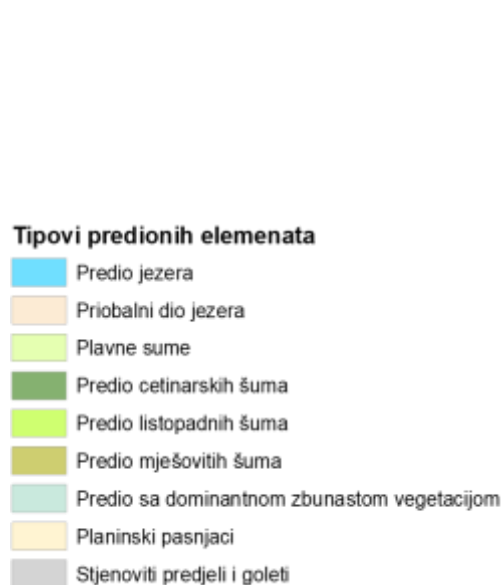 Tipovi predionih elemenata
Predio jezera
Priobalni dio jezera
Plavne sume
Predio cetinarskih šuma
Predio listopadnih šuma
Predio mješovitih šuma
Predio sa dominantnom zbunastom vegetacijom
Planinski pasnjaci
Stjenoviti predjeli i goleti